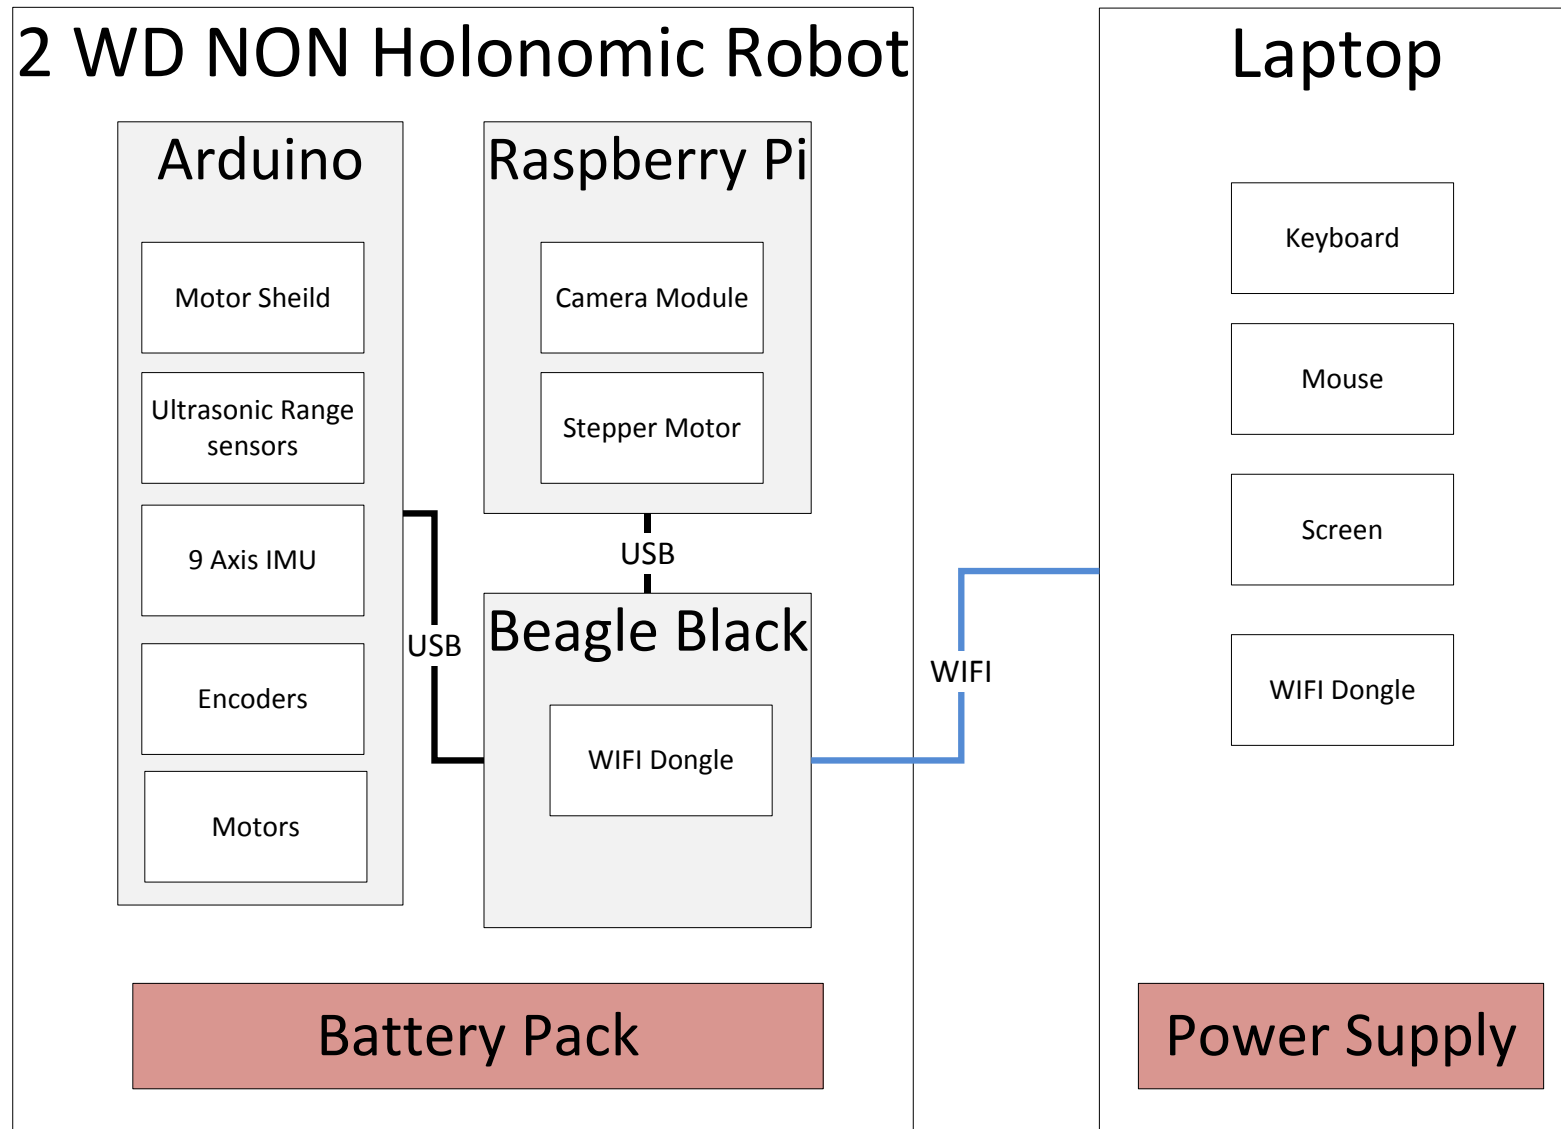 2 WD NON Holonomic Robot
Arduino
Motor Sheild
Ultrasonic Range
sensors
9 Axis IMU
Encoders
Motors
USB
Raspberry Pi
Camera Module
Stepper Motor
USB
Beagle Black
WIFI Dongle
Battery Pack
WIFI
Laptop
Keyboard
Mouse
Screen
WIFI Dongle
Power Supply